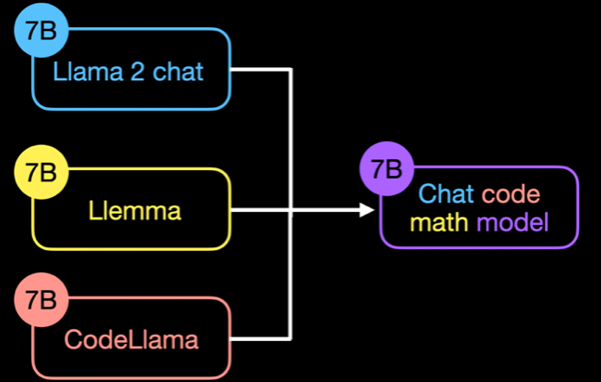 7B
Llama 2 chat
7B
Llemma
7B
CodeLlama
7B
Chat code
math model